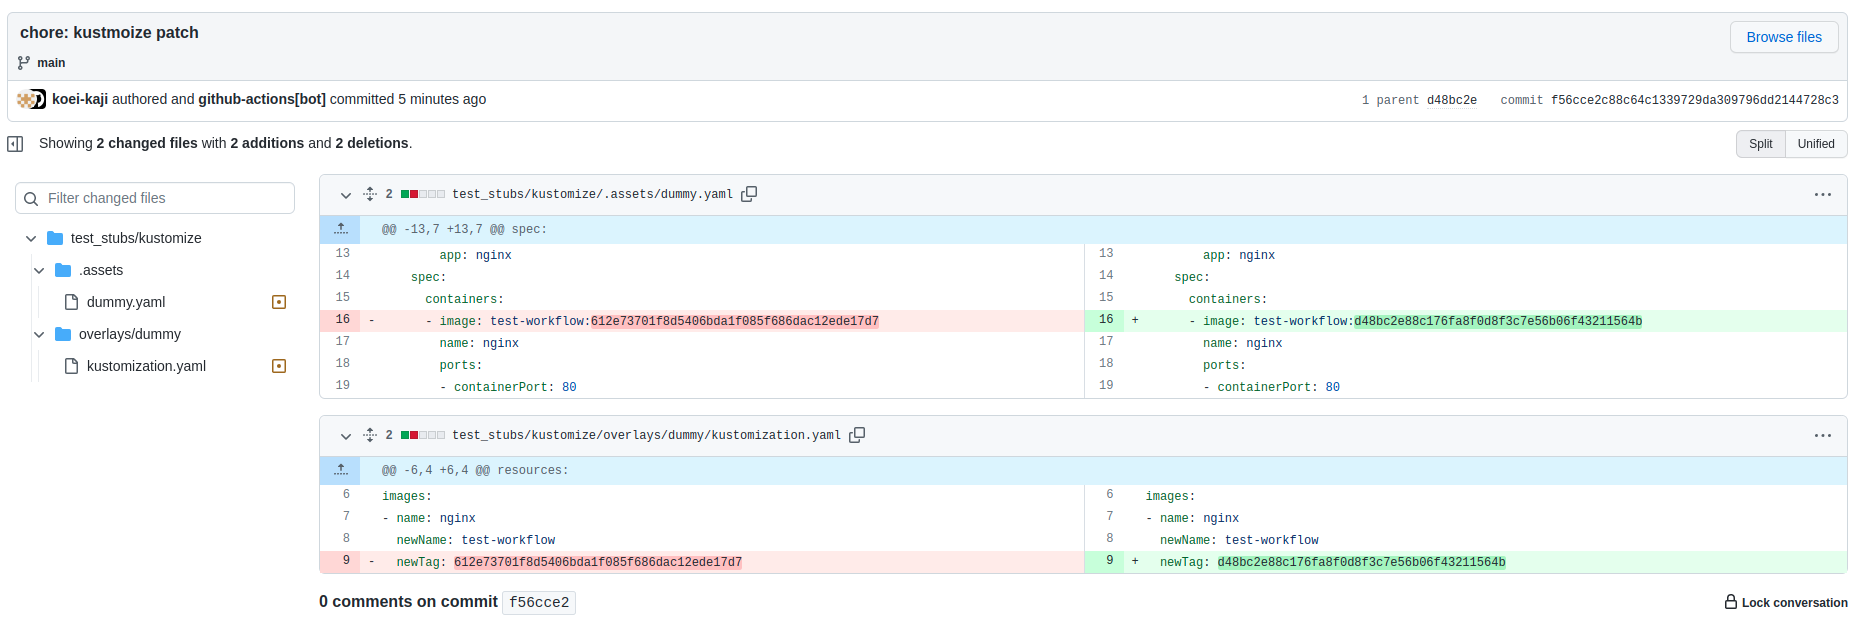 chore: kustmoize patch
Browse files
main
koei-kaji authored and github-actions[bot] committed 5 minutes ago
1 parent d48bc2e commit f56cce2c88c64c1339729da309796dd2144728c3
Showing 2 changed files with 2 additions and 2 deletions.
Split Unified
Filter changed files
test_stubs/kustomize
.assets
dummy.yaml
overlays/dummy
kustomization.yaml
2 test_stubs/kustomize/.assets/dummy.yaml
@@ -13,7 +13,7 @@ spec:
13 app: nginx 13 app: nginx
14 spec: 14 spec:
15 containers: 15 containers:
16 - - image: test-workflow:612e73701f8d5406bda1f085f686dac12ede17d7 16 + - image: test-workflow:d48bc2e88c176fa8f0d8f3c7e56b06f43211564b
17 name: nginx 17 name: nginx
18 ports: 18 ports:
19 - containerPort: 80 19 - containerPort: 80
2 test_stubs/kustomize/overlays/dummy/kustomization.yaml
@@ -6,4 +6,4 @@ resources:
6 images: 6 images:
7 - name: nginx 7 - name: nginx
8 newName: test-workflow 8 newName: test-workflow
9 - newTag: 612e73701f8d5406bda1f085f686dac12ede17d7 9 + newTag: d48bc2e88c176fa8f0d8f3c7e56b06f43211564b
0 comments on commit f56cce2
Lock conversation